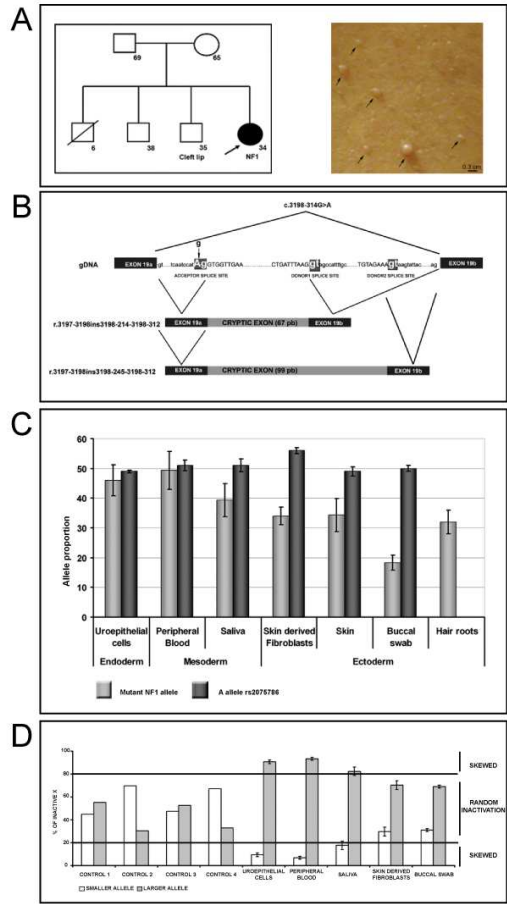 A
69
65
6
38
35
34
Cleft lip
NF1
0.3 cm
B
c.3198-314G>A
g
gDNA
EXON 19a
EXON 19b
ACCEPTOR SPLICE SITE
DONOR1 SPLICE SITE
DONOR2 SPLICE SITE
r.3197-3198ins3198-214-3198-312
EXON 19a
CRYPTIC EXON (67 pb)
EXON 19b
r.3197-3198ins3198-245-3198-312
EXON 19a
CRYPTIC EXON (99 pb)
EXON 19b
C
Allele proportion
60
50
40
30
20
10
0
Uroepithelial cells
Peripheral Blood
Saliva
Skin derived Fibroblasts
Skin
Buccal swab
Hair roots
Endoderm
Mesoderm
Ectoderm
Mutant NF1 allele
A allele rs2075786
D
% OF INACTIVE X
100
80
60
40
20
0
SKEWED
RANDOM INACTIVATION
SKEWED
CONTROL 1
CONTROL 2
CONTROL 3
CONTROL 4
UROEPITHELIAL CELLS
PERIPHERAL BLOOD
SALIVA
SKIN DERIVED FIBROBLASTS
BUCCAL SWAB
SMALLER ALLELE
LARGER ALLELE